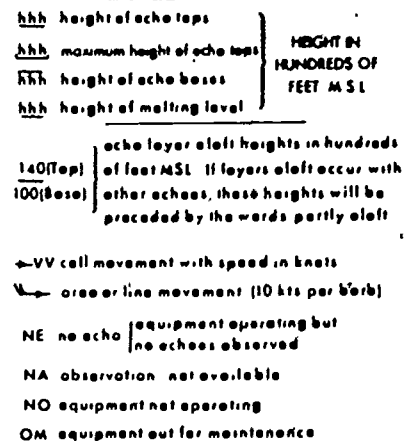 hhh height of echo tops
hhh maximum height of echo tops
hhh height of echo bases
hhh height of melting level
HEIGHT IN
HUNDREDS OF
FEET M S L
echo layer aloft heights in hundreds
140(Top) of feet MSL If layers aloft occur with
100(Base) other echoes, these heights will be
preceded by the words partly aloft
VV cell movement with speed in knots
area or line movement (10 kts per barb)
NE no echo equipment operating but
no echoes observed
NA observation not available
NO equipment not operating
OM equipment out for maintenance